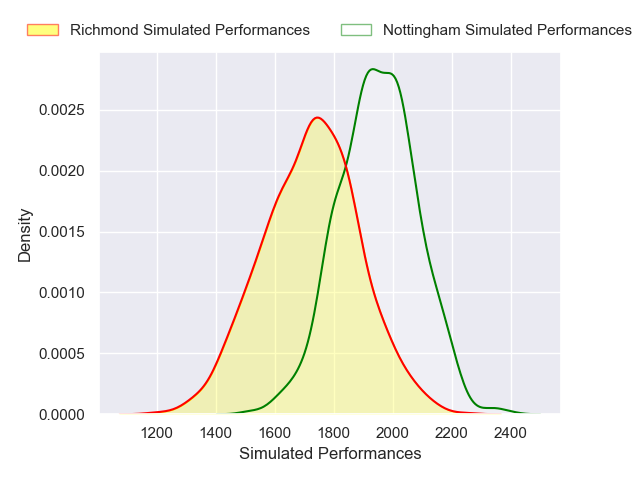 Richmond Simulated Performances
Nottingham Simulated Performances
Density
0.0025
0.0020
0.0015
0.0010
0.0005
0.0000
1200 1400 1600 1800 2000 2200 2400
Simulated Performances